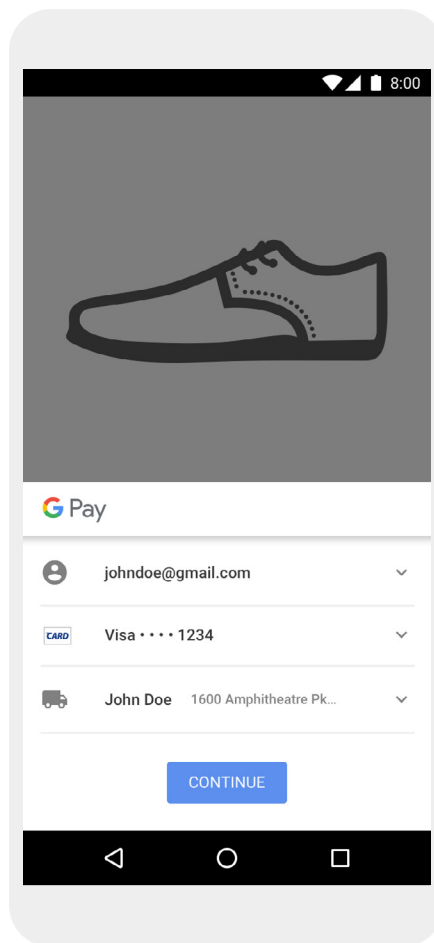 8:00
G Pay
johndoe@gmail.com
CARD Visa • • • • 1234
John Doe 1600 Amphitheatre Pk...
CONTINUE